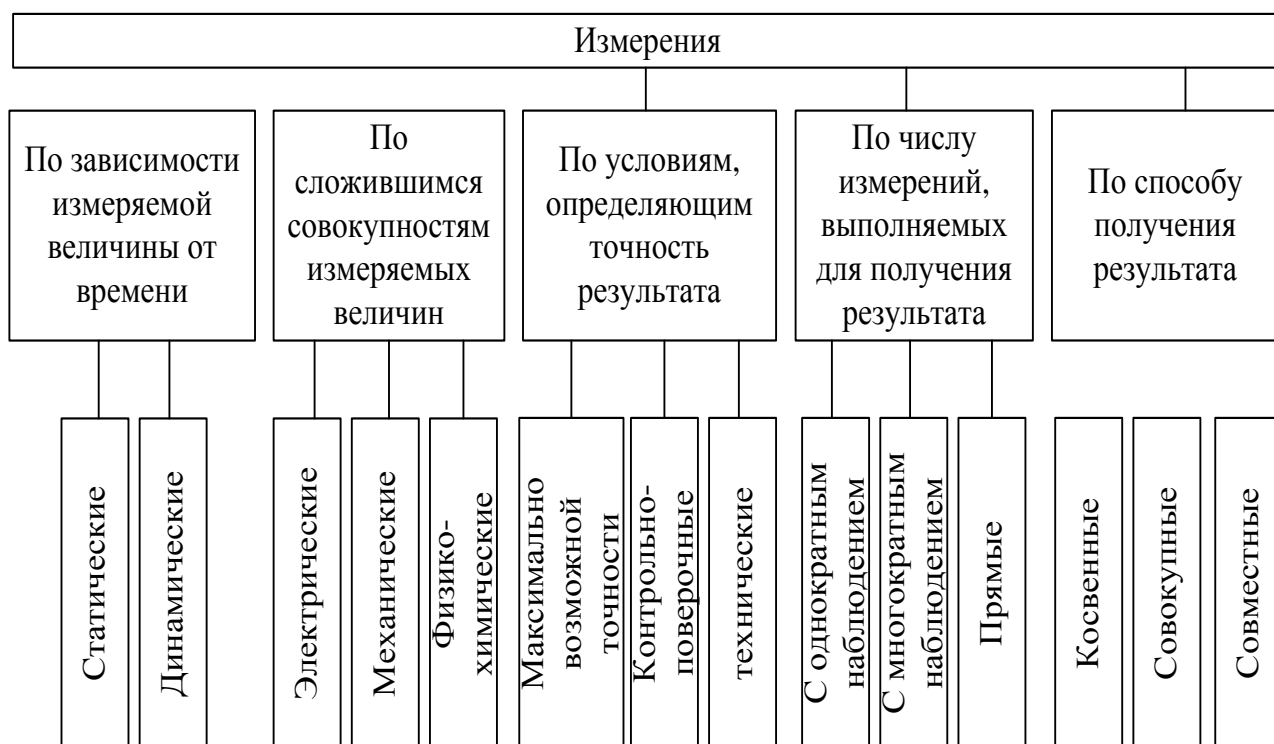 Измерения
По зависимости
измеряемой
величины от
времени
По
сложившимся
совокупностям
измеряемых
величин
По условиям,
определяющим
точность
результата
По числу
измерений,
выполняемых
для получения
результата
По способу
получения
результата
Статические
Динамические
Электрические
Механические
Физико-
химические
Максимально
возможной
точности
Контрольно-
поверочные
технические
С однократным
наблюдением
С многократным
наблюдением
Прямые
Косвенные
Совокупные
Совместные